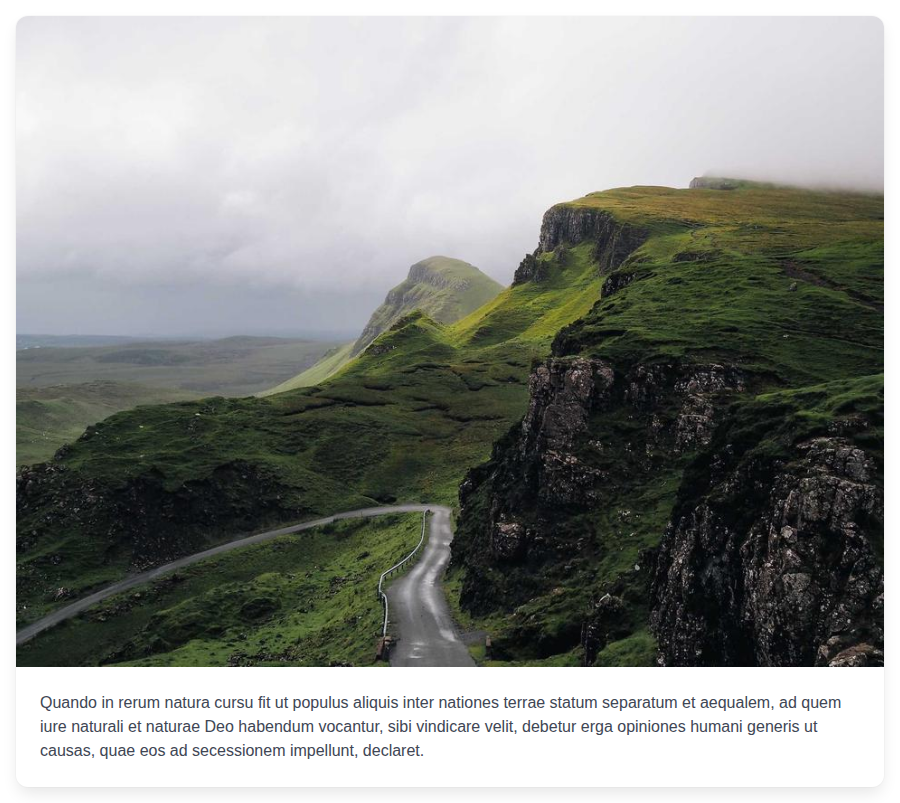 Quando in rerum natura cursu fit ut populus aliquis inter nationes terrae statum separatum et aequalem, ad quem
iure naturali et naturae Deo habendum vocantur, sibi vindicare velit, debetur erga opiniones humani generis ut
causas, quae eos ad secessionem impellunt, declaret.